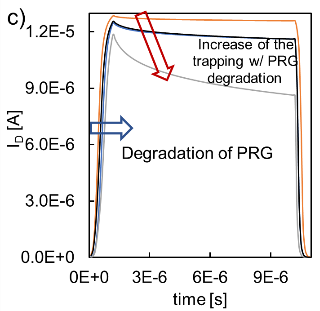 c)
1.2E-5
9.0E-6
6.0E-6
3.0E-6
0.0E+0
I_D [A]
Increase of the
trapping w/ PRG
degradation
Degradation of PRG
0E+0 3E-6 6E-6 9E-6
time [s]